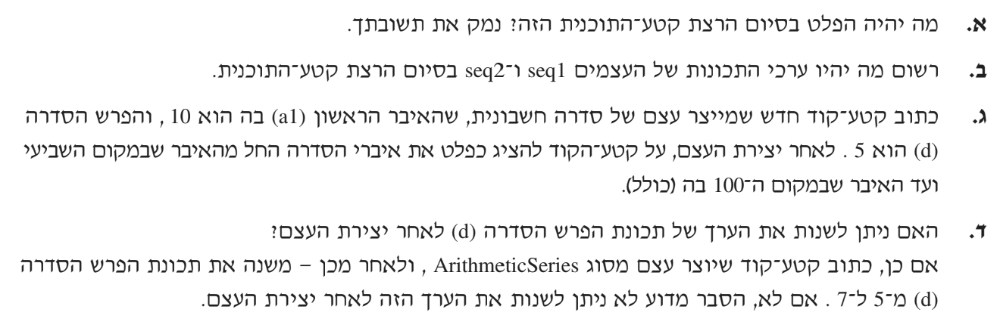 א. מה יהיה הפלט בסיום הרצת קטע־התוכנית הזה? נמק את תשובתך.
ב. רשום מה יהיו ערכי התכונות של העצמים seq1 ו־seq2 בסיום הרצת קטע־התוכנית.
ג. כתוב קטע־קוד חדש שמייצר עצם של סדרה חשבונית, שהאיבר הראשון (a1) בה הוא 10 , והפרש הסדרה
(d) הוא 5 . לאחר יצירת העצם, על קטע־הקוד להציג כפלט את איברי הסדרה החל מהאיבר שבמקום השביעי
ועד האיבר שבמקום ה־100 בה (כולל).
ד. האם ניתן לשנות את הערך של תכונת הפרש הסדרה (d) לאחר יצירת העצם?
אם כן, כתוב קטע־קוד שיוצר עצם מסוג ArithmeticSeries , ולאחר מכן – משנה את תכונת הפרש הסדרה
(d) מ־5 ל־7 . אם לא, הסבר מדוע לא ניתן לשנות את הערך הזה לאחר יצירת העצם.